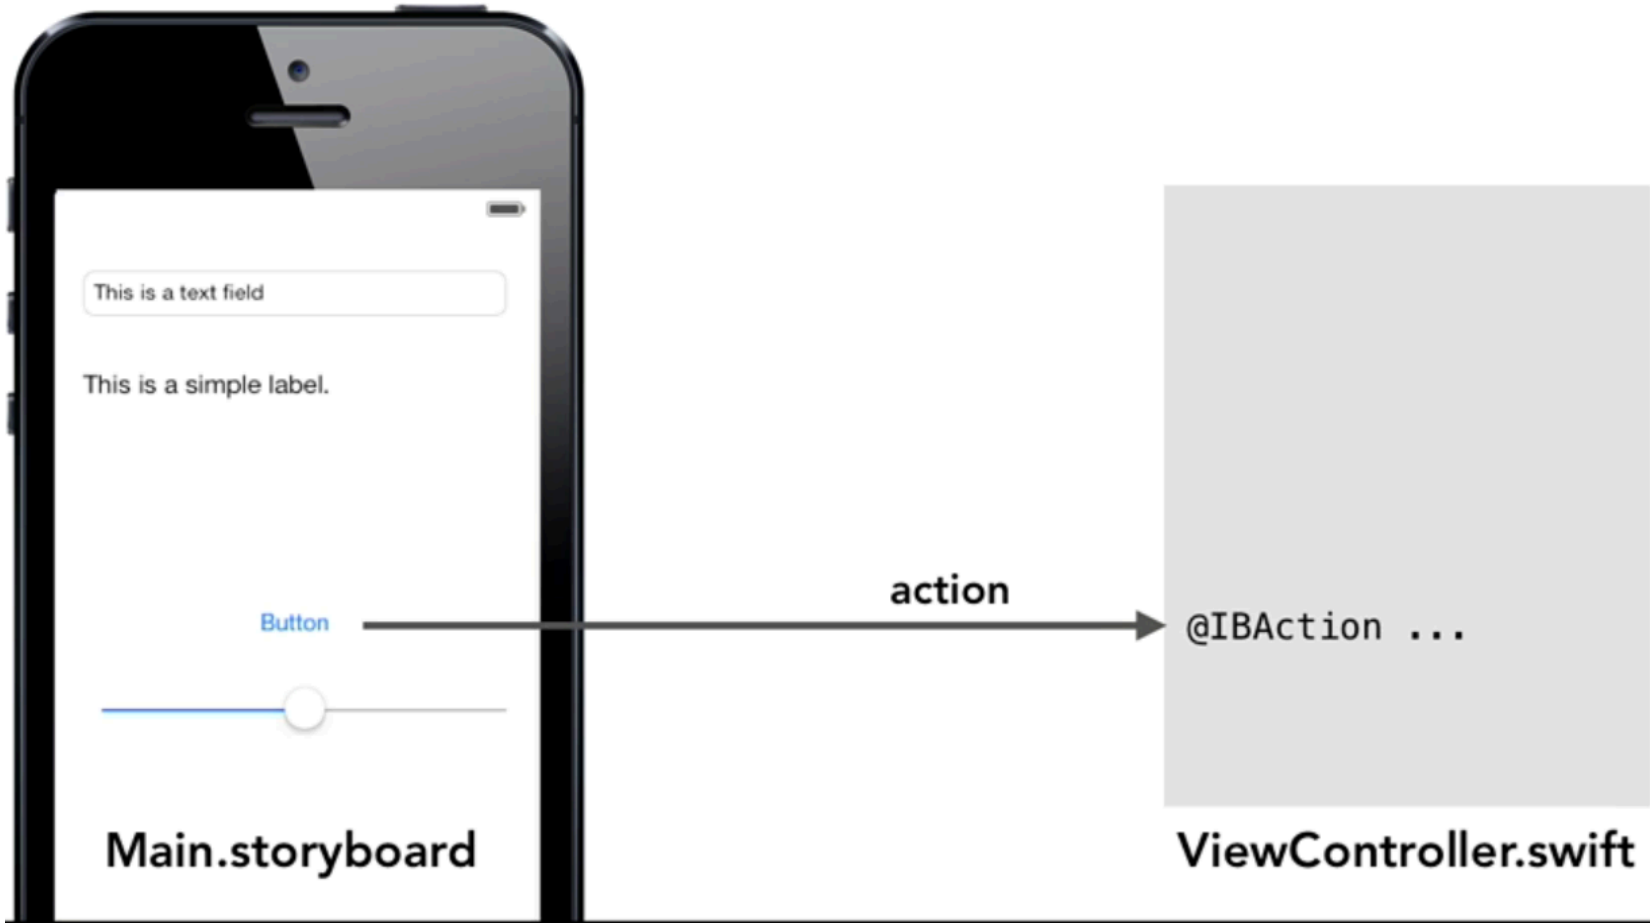 This is a text field
This is a simple label.
action
Button
@IBAction ...
Main.storyboard
ViewController.swift